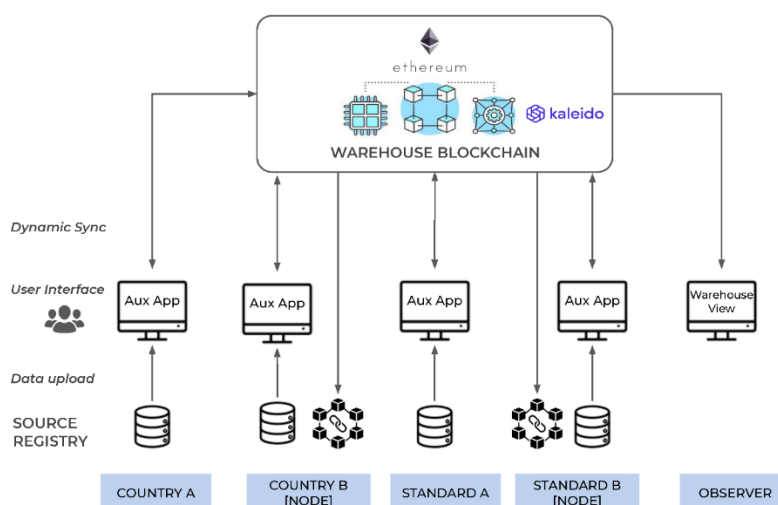 ethereum
kaleido
WAREHOUSE BLOCKCHAIN
Dynamic Sync
User Interface
Aux App
Aux App
Aux App
Aux App
Warehouse
View
Data upload
SOURCE
REGISTRY
COUNTRY A
COUNTRY B
[NODE]
STANDARD A
STANDARD B
[NODE]
OBSERVER